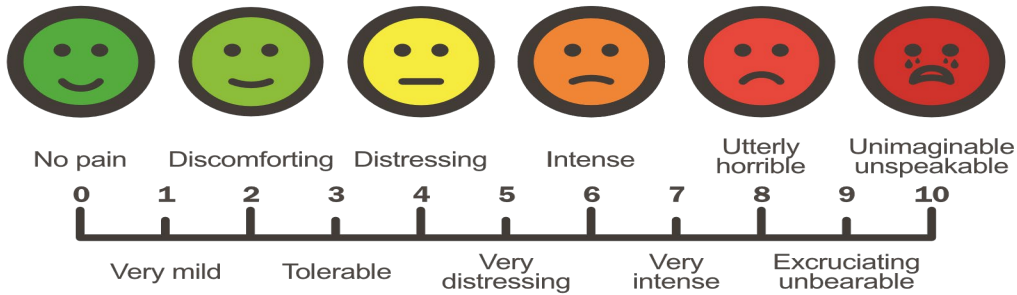 No pain Discomforting Distressing Intense Utterly horrible Unimaginable unspeakable
0 1 2 3 4 5 6 7 8 9 10
Very mild Tolerable Very distressing Very intense Excruciating unbearable